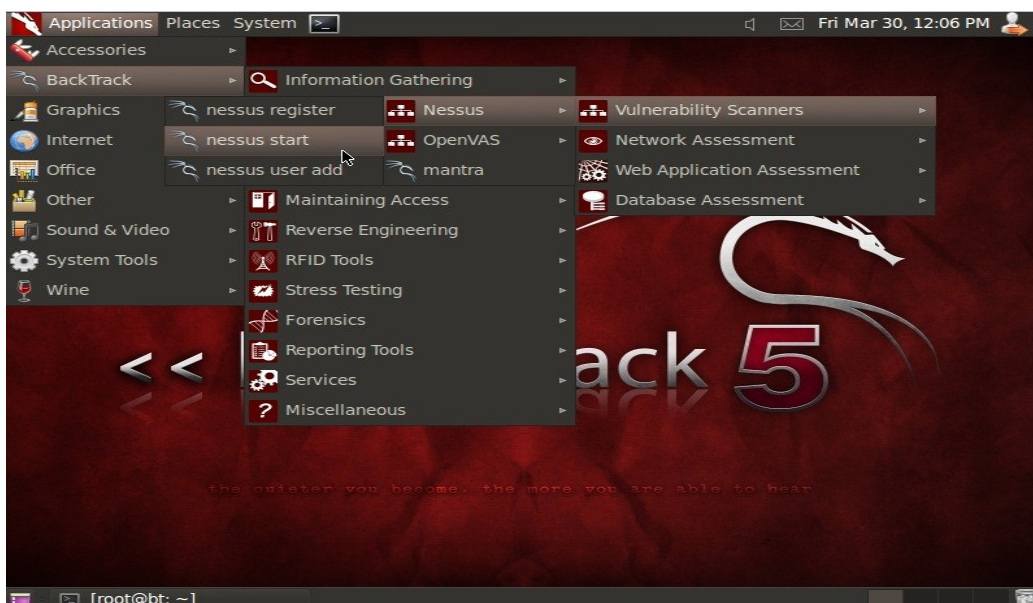 Applications Places System Fri Mar 30, 12:06 PM
Accessories
BackTrack
Graphics
Internet
Office
Other
Sound & Video
System Tools
Wine
Information Gathering
Maintaining Access
Reverse Engineering
RFID Tools
Stress Testing
Forensics
Reporting Tools
Services
Miscellaneous
Vulnerability Scanners
Network Assessment
Web Application Assessment
Database Assessment
Nessus
OpenVAS
mantra
nessus register
nessus start
nessus user add
<< ack 5
the quieter you become, the more you are able to hear
[root@bt: ~]